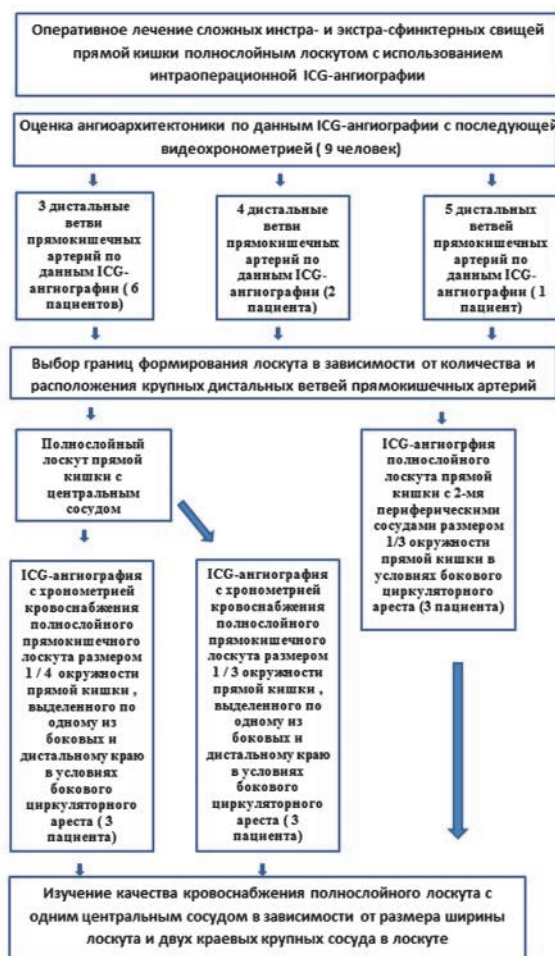 Оперативное лечение сложных инстра- и экстра-сфинктерных свищей
прямой кишки полнослойным лоскутом с использованием
интраоперационной ICG-ангиографии
Оценка ангиоархитектоники по данным ICG-ангиографии с последующей
видеохронометрией ( 9 человек)
3 дистальные
ветви
прямокишечных
артерий по
данным ICG-
ангиографии ( 6
пациентов)
4 дистальные
ветви
прямокишечных
артерий по
данным ICG-
ангиографии (2
пациента)
5 дистальных
ветвей
прямокишечных
артерий по
данным ICG-
ангиографии ( 1
пациент)
Выбор границ формирования лоскута в зависимости от количества и
расположения крупных дистальных ветвей прямокишечных артерий
Полнослойный
лоскут прямой
кишки с
центральным
сосудом
ICG-ангиогрфия
полнослойного
лоскута прямой
кишки с 2-мя
периферическими
сосудами размером
1/3 окружности
прямой кишки в
условиях бокового
циркуляторного
ареста (3 пациента)
ICG-ангиография
с хронометрией
кровоснабжения
полнослойного
прямокишечного
лоскута размером
1 / 4 окружности
прямой кишки ,
выделенного по
одному из
боковых и
дистальному краю
в условиях
бокового
циркуляторного
ареста ( 3
пациента)
ICG-ангиография
с хронометрией
кровоснабжения
полнослойного
прямокишечного
лоскута размером
1 / 3 окружности
прямой кишки ,
выделенного по
одному из
боковых и
дистальному краю
в условиях
бокового
циркуляторного
ареста ( 3
пациента)
Изучение качества кровоснабжения полнослойного лоскута с
одним центральным сосудом в зависимости от размера ширины
лоскута и двух краевых крупных сосуда в лоскуте